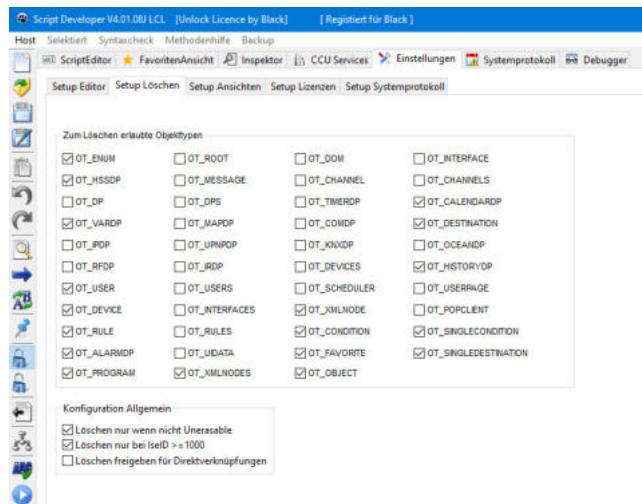 Script Developer V4.01.08J LCL [Unlock Licence by Black] [ Registiert für Black ]
Host Selektiert Syntaxcheck Methodenhilfe Backup
ScriptEditor FavoritenAnsicht Inspektor CCU Services Einstellungen Systemprotokoll Debugger
Setup Editor Setup Löschen Setup Ansichten Setup Lizenzen Setup Systemprotokoll
Zum Löschen erlaubte Objekttypen
OT_ENUM OT_ROOT OT_DOM OT_INTERFACE
OT_HSSDP OT_MESSAGE OT_CHANNEL OT_CHANNELS
OT_DP OT_DPS OT_TIMERDP OT_CALENDARDP
OT_VARDP OT_MAPDP OT_COMDP OT_DESTINATION
OT_IPDP OT_UPNPDP OT_KNXDP OT_OCEANDP
OT_RFDP OT_IRDP OT_DEVICES OT_HISTORYDP
OT_USER OT_USERS OT_SCHEDULER OT_USERPAGE
OT_DEVICE OT_INTERFACES OT_XMLNODE OT_POPCLIENT
OT_RULE OT_RULES OT_CONDITION OT_SINGLECONDITION
OT_ALARMDP OT_UIDATA OT_FAVORITE OT_SINGLEDESTINATION
OT_PROGRAM OT_XMLNODES OT_OBJECT
Konfiguration Allgemein
Löschen nur wenn nicht Unerasable
Löschen nur bei IseID >=1000
Löschen freigeben für Direktverknüpfungen